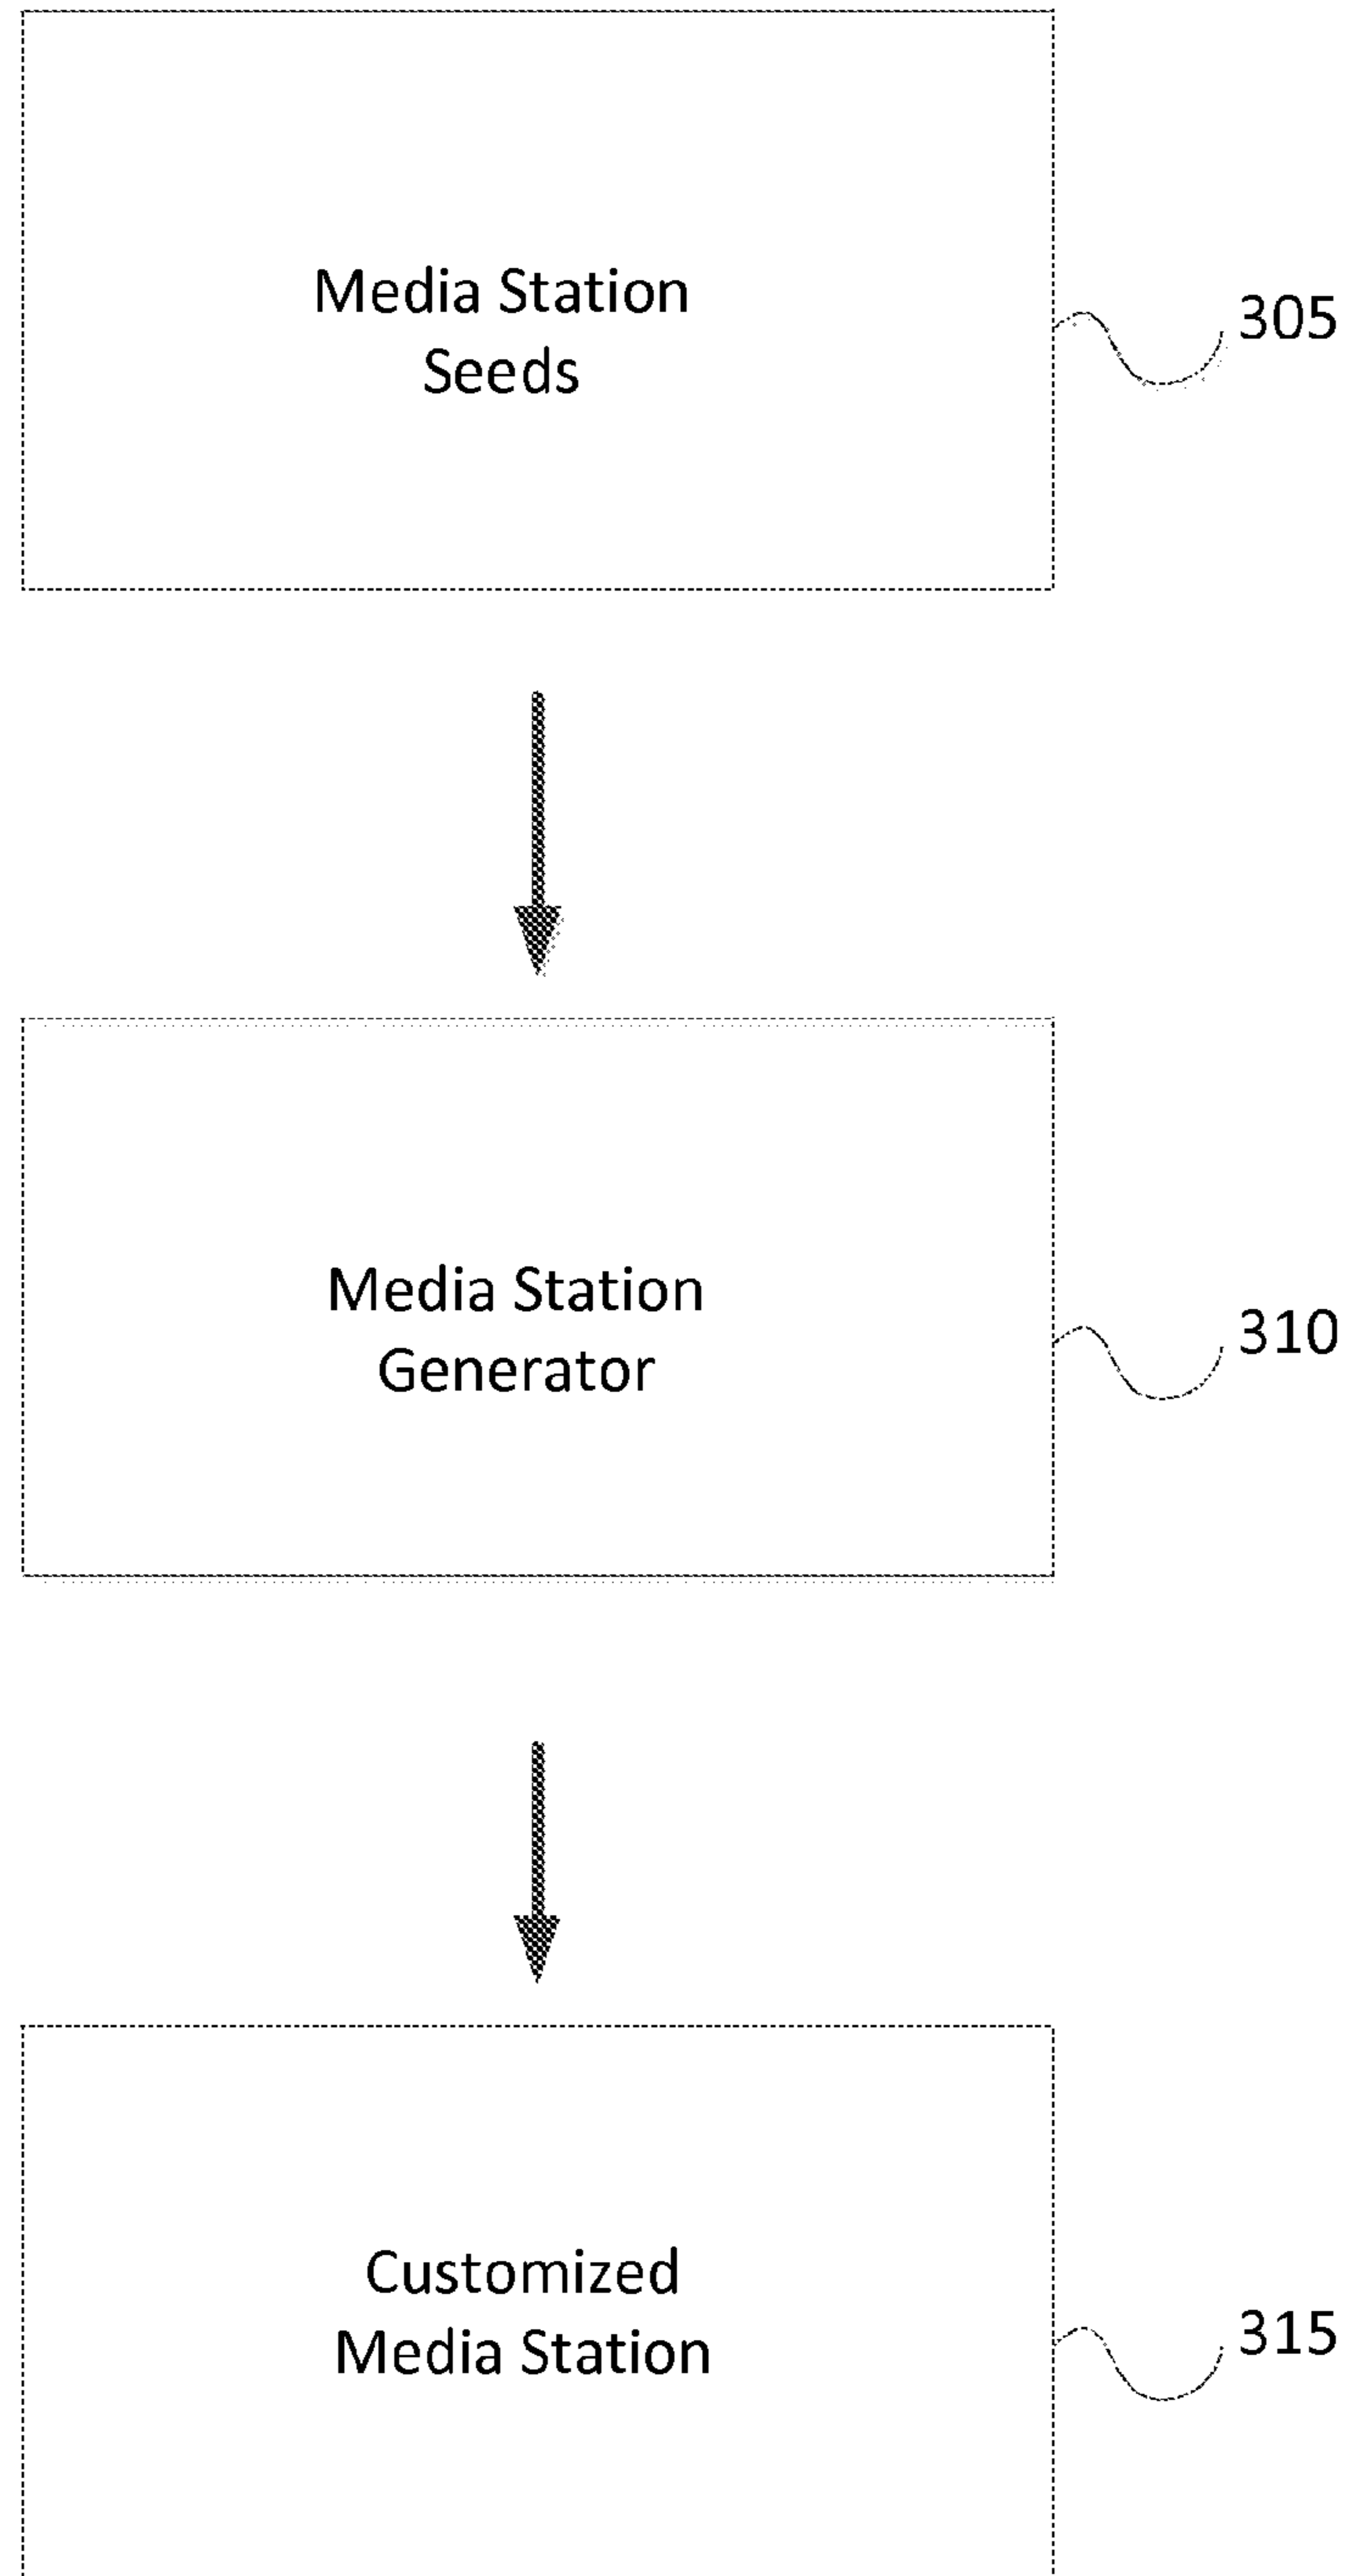 Media Station
Seeds
305
Media Station
Generator
310
Customized
Media Station
315